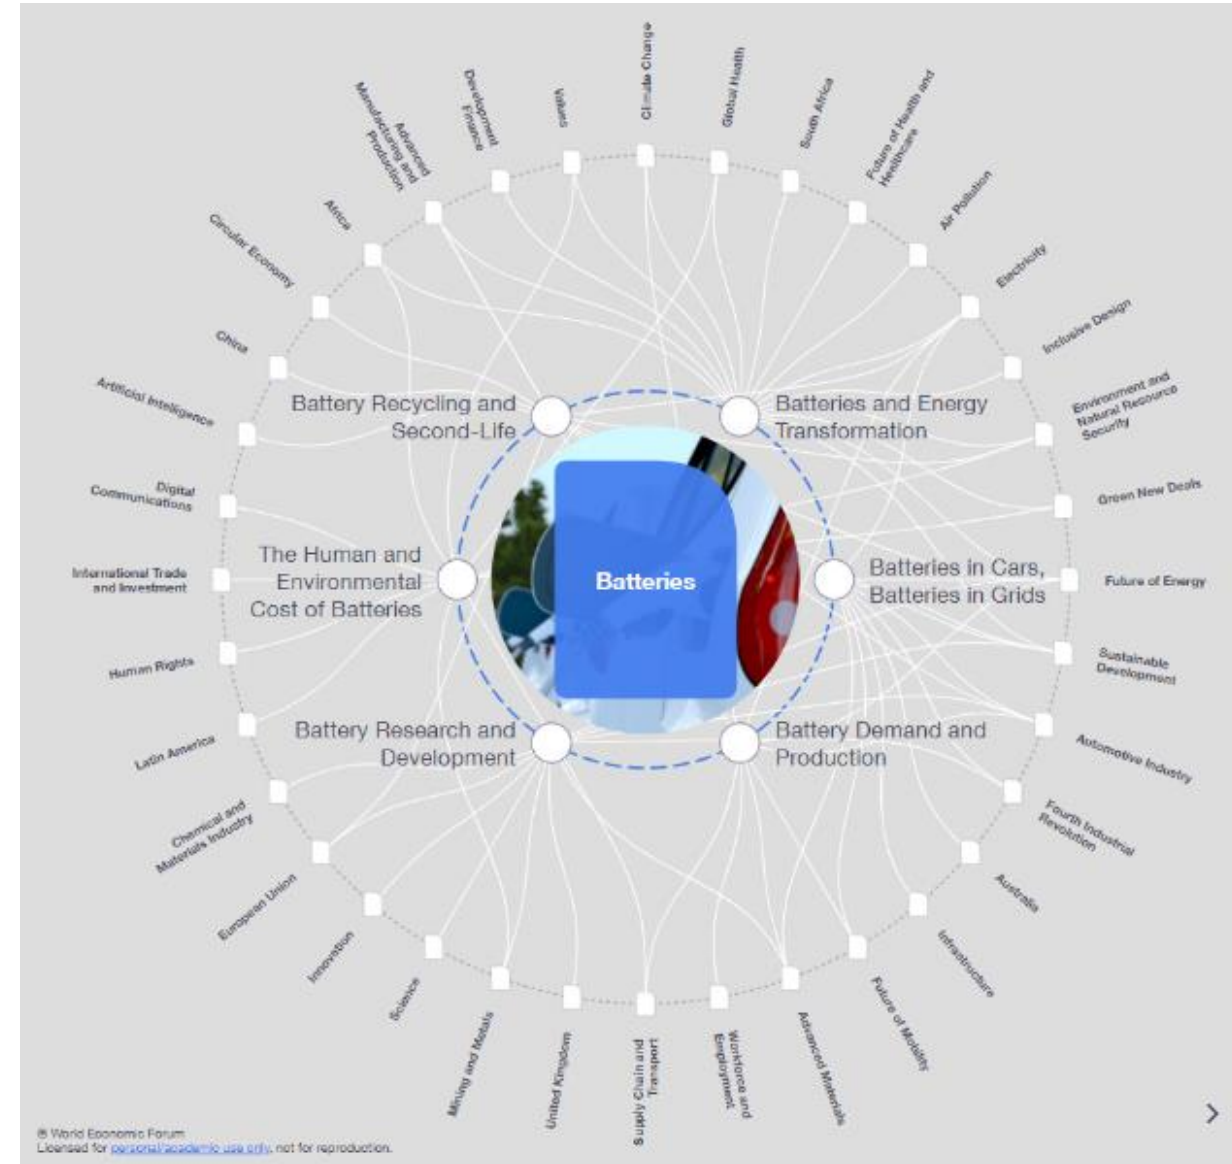 Climate Change
Global Health
South Africa
Future of Health and
Healthcare
Air Pollution
Electricity
Inclusive Design
Environment and
Natural Resource
Security
Green New Deals
Future of Energy
Sustainable
Development
Automotive Industry
Fourth Industrial
Revolution
Australia
Infrastructure
Future of Mobility
Advanced Materials
Workforce and
Employment
Supply Chain and
Transport
United Kingdom
Mining and Metals
Science
Innovation
European Union
Chemical and
Materials Industry
Latin America
Human Rights
International Trade
and Investment
Digital
Communications
Artificial Intelligence
China
Circular Economy
Africa
Advanced
Manufacturing and
Production
Development
Finance
Values
Battery Recycling and
Second-Life
Batteries and Energy
Transformation
The Human and
Environmental
Cost of Batteries
Batteries
Batteries in Cars,
Batteries in Grids
Battery Research and
Development
Battery Demand and
Production
® World Economic Forum
Licensed for personal/academic use only, not for reproduction.